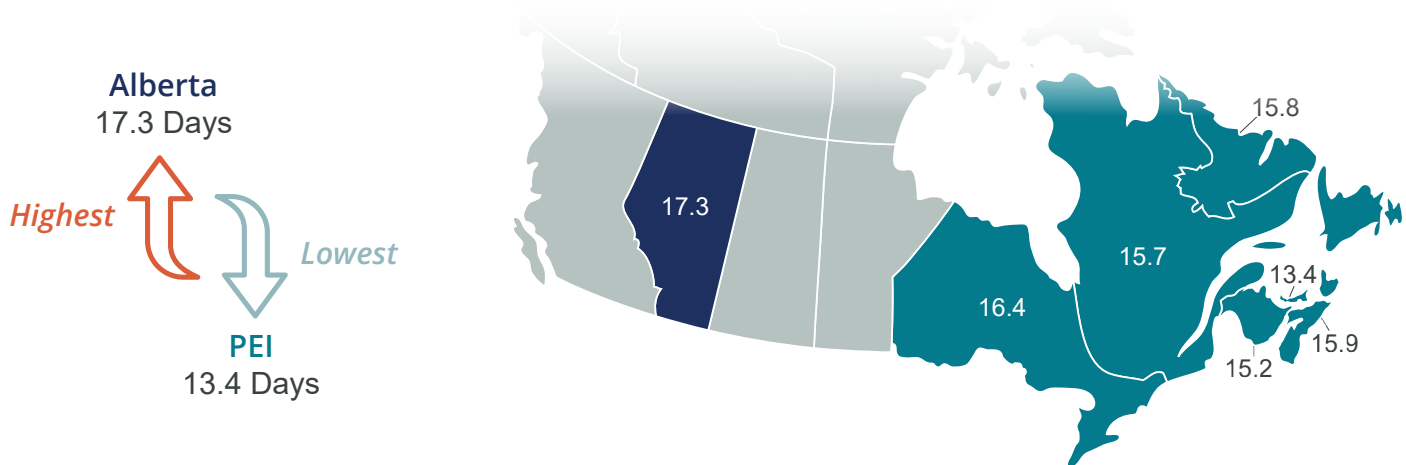 Alberta
17.3 Days
Highest
Lowest
PEI
13.4 Days
15.8
17.3
15.7
13.4
16.4
15.9
15.2